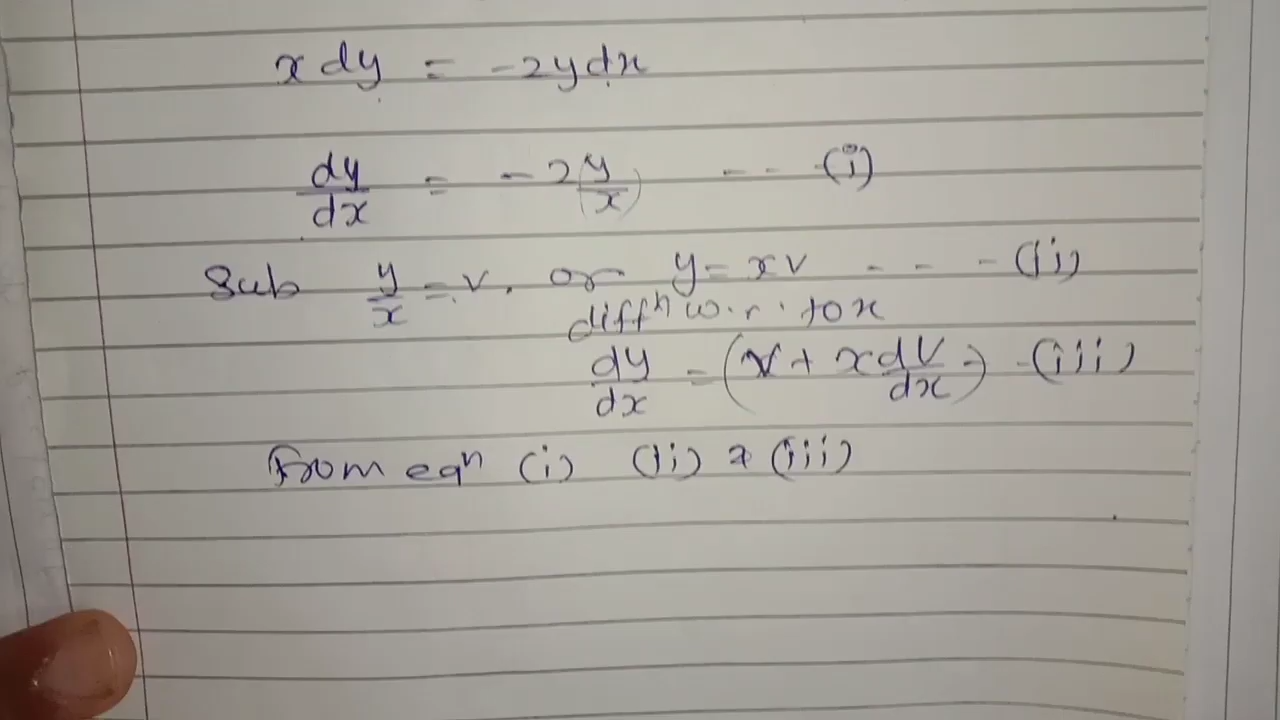 x dy = -2y dx
dy/dx = -2(y/x) -- (i)
Sub y/x = v. or y = xv --- (ii)
diffⁿ w.r. to x
dy/dx = (v + x dv/dx) - (iii)
From eqⁿ (i) (ii) & (iii)